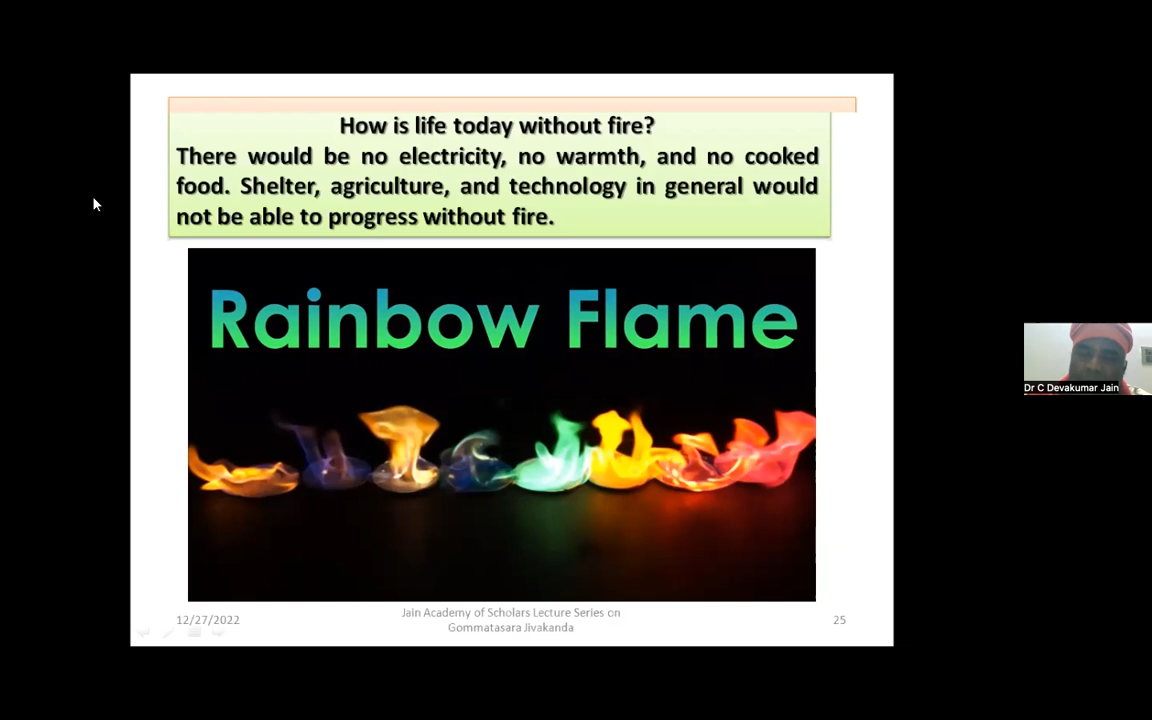 How is life today without fire?
There would be no electricity, no warmth, and no cooked
food. Shelter, agriculture, and technology in general would
not be able to progress without fire.
Rainbow Flame
12/27/2022
Jain Academy of Scholars Lecture Series on
Gommatasara Jivakanda
25
Dr C Devakumar Jain